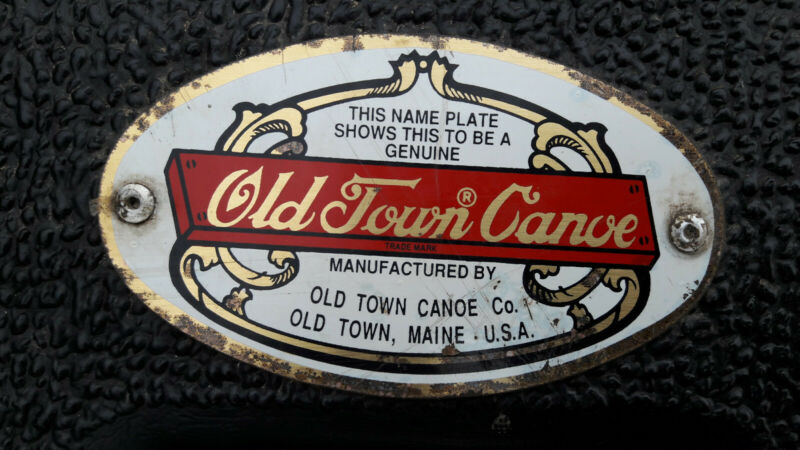 THIS NAME PLATE
SHOWS THIS TO BE A
GENUINE
Old Town® Canoe
TRADE MARK
MANUFACTURED BY
OLD TOWN CANOE Co.
OLD TOWN, MAINE · U.S.A.